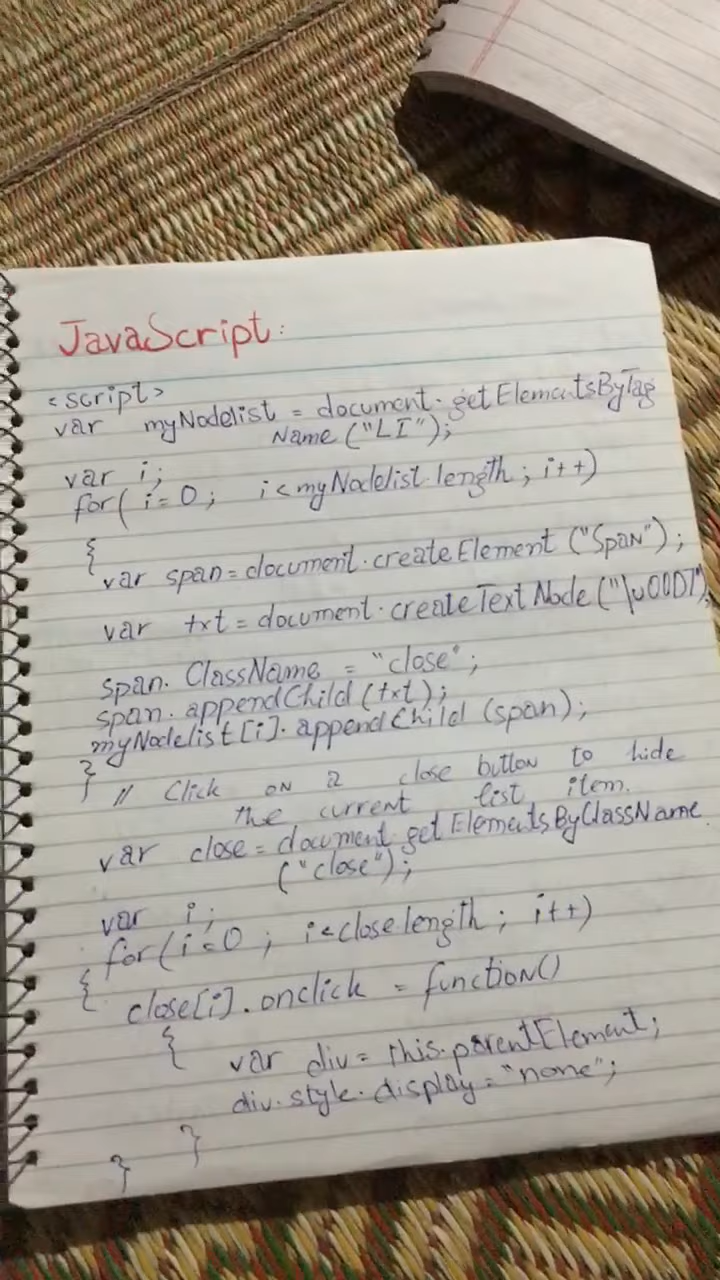 JavaScript:
<script>
var myNodelist = document.getElementsByTag
Name ("LI");
var i;
for( i=0; i<myNodelist.length; i++)
{
var span = document.createElement ("Span");
var txt = document.createTextNode("\u00D7")
span.ClassName = "close";
span.appendChild (txt);
myNodelist[i].appendChild (span);
}
// Click on a close button to hide
the current list item.
var close = document.getElementsByClassName
("close");
var i;
for(i=0; i<close.length; i++)
{
close[i].onclick = function()
{ var div = this.parentElement;
div.style.display = "none";
}
}